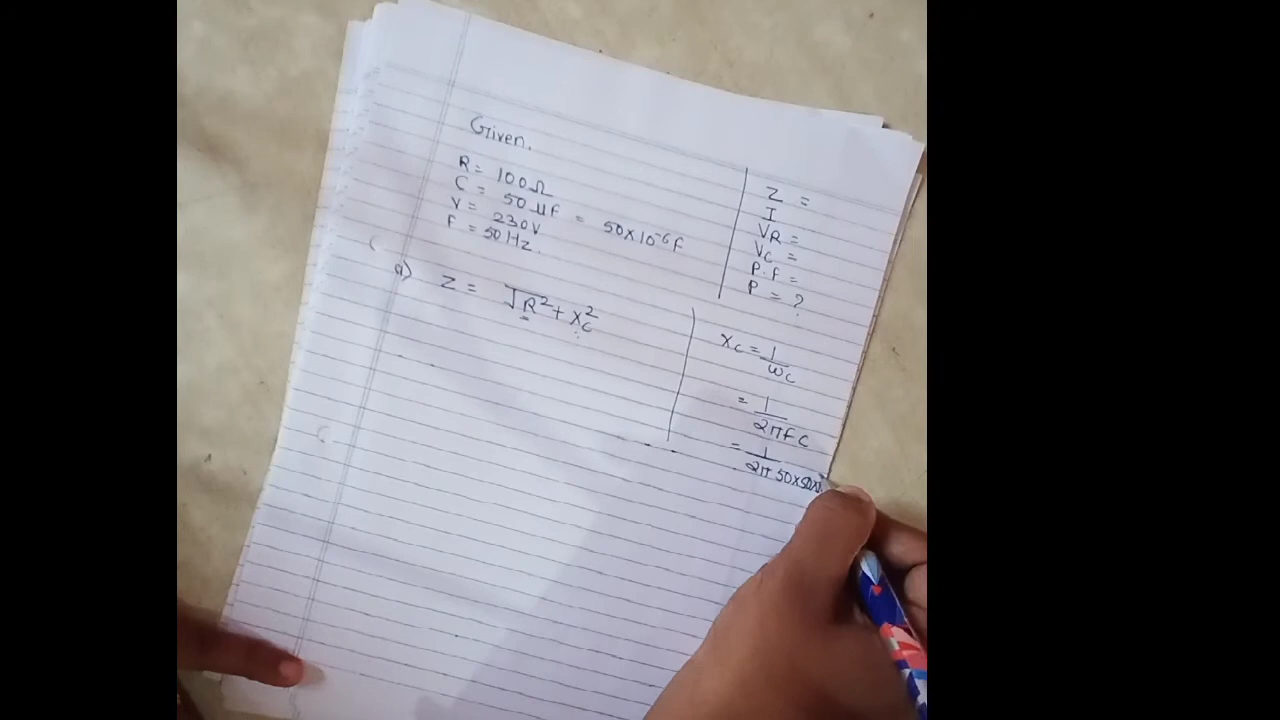 Given.
R = 100Ω
C = 50 µF = 50×10⁻⁶F
V = 230V
F = 50Hz.
Z =
I
VR =
VC =
P.F =
P = ?
a) Z = √R² + Xc²
Xc = 1/ωC
= 1/2πFC
= 1/2π50×50×